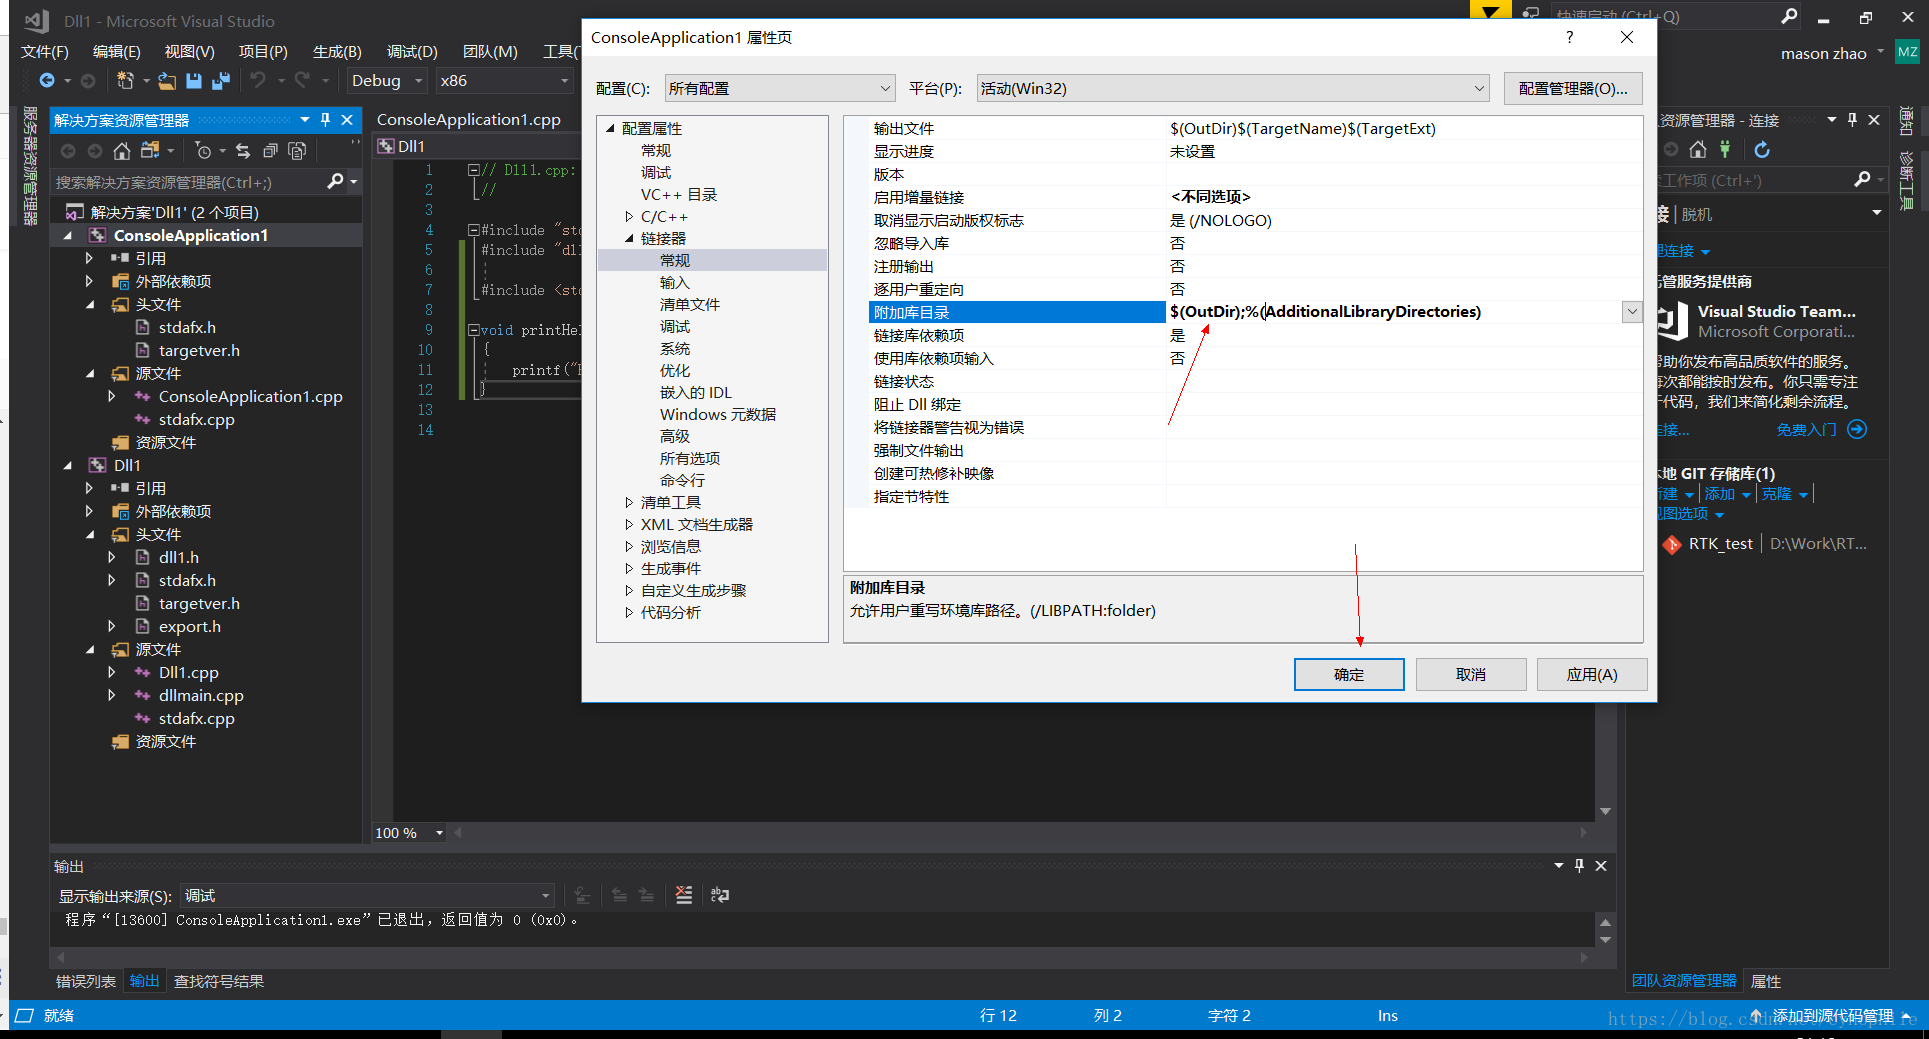 Dll1 - Microsoft Visual Studio
快速启动 (Ctrl+Q)
文件(F) 编辑(E) 视图(V) 项目(P) 生成(B) 调试(D) 团队(M) 工具(T
mason zhao MZ
Debug x86
服务器资源管理器
解决方案资源管理器
搜索解决方案资源管理器(Ctrl+;)
解决方案'Dll1' (2 个项目)
ConsoleApplication1
引用
外部依赖项
头文件
stdafx.h
targetver.h
源文件
ConsoleApplication1.cpp
stdafx.cpp
资源文件
Dll1
引用
外部依赖项
头文件
dll1.h
stdafx.h
targetver.h
export.h
源文件
Dll1.cpp
dllmain.cpp
stdafx.cpp
资源文件
ConsoleApplication1.cpp
Dll1
1 // Dll1.cpp:
2 //
3
4 #include "std
5 #include "dll
6
7 #include <std
8
9 void printHel
10 {
11 printf("H
12 }
13
14
100 %
ConsoleApplication1 属性页
?
配置(C): 所有配置 平台(P): 活动(Win32) 配置管理器(O)...
配置属性
常规
调试
VC++ 目录
C/C++
链接器
常规
输入
清单文件
调试
系统
优化
嵌入的 IDL
Windows 元数据
高级
所有选项
命令行
清单工具
XML 文档生成器
浏览信息
生成事件
自定义生成步骤
代码分析
输出文件 $(OutDir)$(TargetName)$(TargetExt)
显示进度 未设置
版本
启用增量链接 <不同选项>
取消显示启动版权标志 是 (/NOLOGO)
忽略导入库 否
注册输出 否
逐用户重定向 否
附加库目录 $(OutDir);%(AdditionalLibraryDirectories)
链接库依赖项 是
使用库依赖项输入 否
链接状态
阻止 Dll 绑定
将链接器警告视为错误
强制文件输出
创建可热修补映像
指定节特性
附加库目录
允许用户重写环境库路径。(/LIBPATH:folder)
确定 取消 应用(A)
资源管理器 - 连接
工作项 (Ctrl+')
接 | 脱机
连接
托管服务提供商
Visual Studio Team...
Microsoft Corporati...
帮助你发布高品质软件的服务。
每次都能按时发布。你只需专注
于代码，我们来简化剩余流程。
连接... 免费入门
本地 GIT 存储库(1)
新建 添加 克隆
视图选项
RTK_test D:\Work\RT...
通知
诊断工具
输出
显示输出来源(S): 调试
程序“[13600] ConsoleApplication1.exe”已退出，返回值为 0 (0x0)。
错误列表 输出 查找符号结果
团队资源管理器 属性
就绪 行 12 列 2 字符 2 Ins 添加到源代码管理